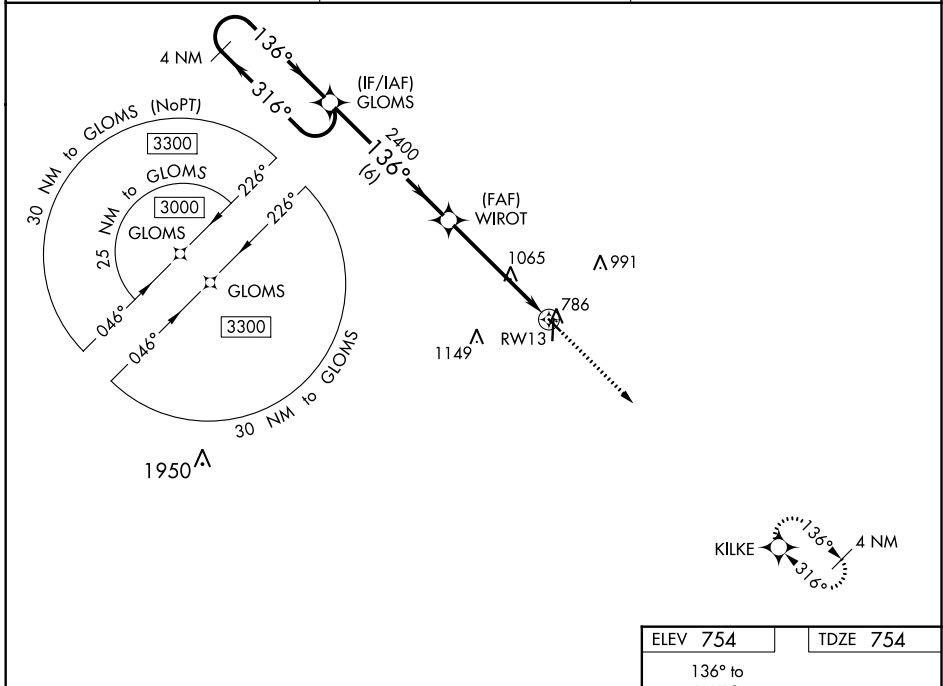 136°
4 NM
316°
(IF/IAF)
GLOMS
2400
136°
(6)
(FAF)
WIROT
30 NM to GLOMS (NoPT)
3300
25 NM to GLOMS
3000
GLOMS
226°
046°
226°
GLOMS
3300
046°
30 NM to GLOMS
1065
991
786
RW13
1149
1950
KILKE
136°
4 NM
316°
ELEV 754
TDZE 754
136° to